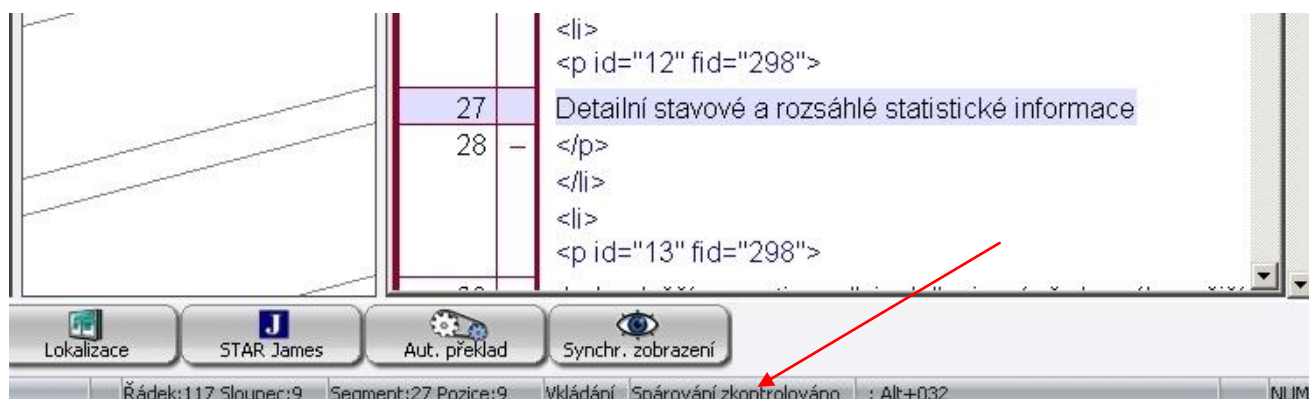 <li>
<p id="12" fid="298">
27 Detailní stavové a rozsáhlé statistické informace
28 – </p>
</li>
<li>
<p id="13" fid="298">
Lokalizace STAR James Aut. překlad Synchr. zobrazení
Řádek:117 Sloupec:9 Segment:27 Pozice:9 Vkládání Spárování zkontrolováno : Alt+032 NUM